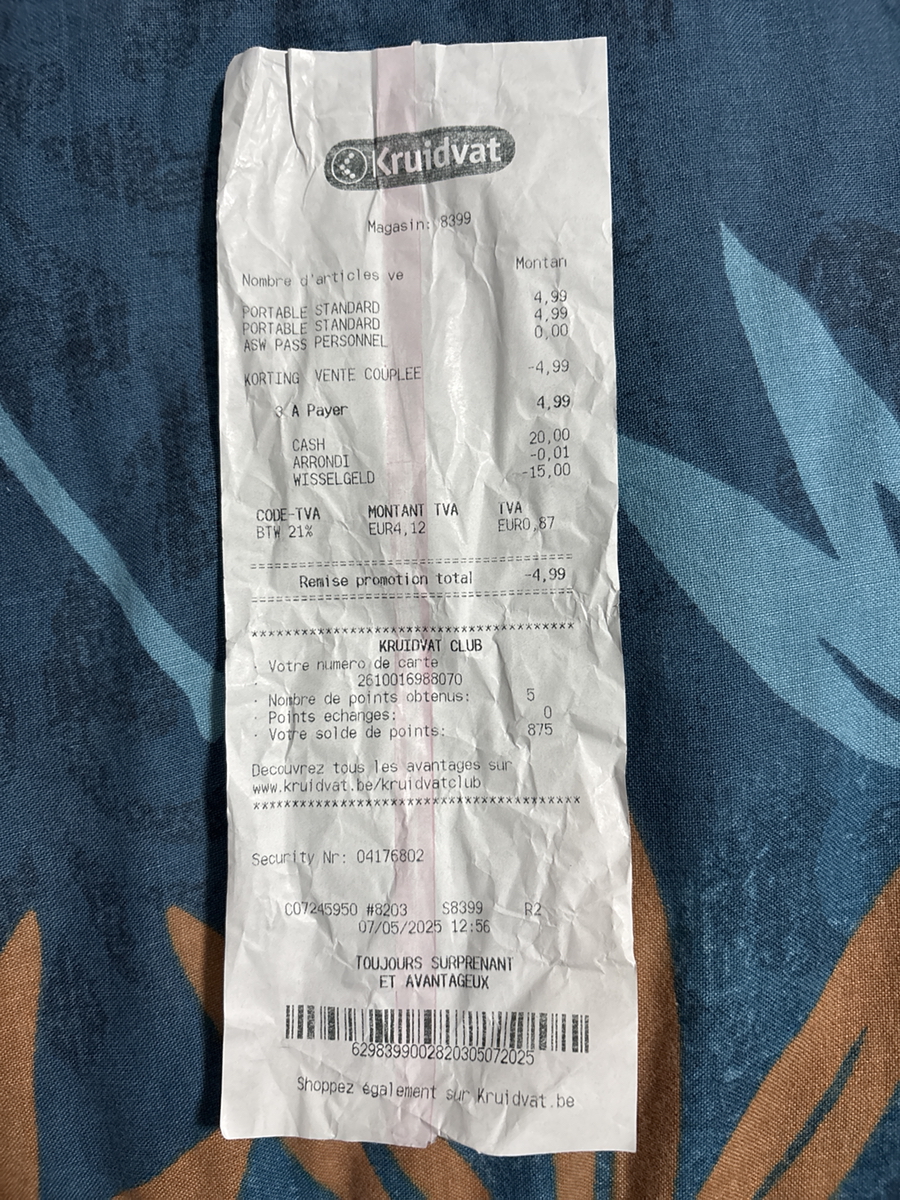 Kruidvat
Magasin: 8399
Nombre d'articles ve Montan
PORTABLE STANDARD 4,99
PORTABLE STANDARD 4,99
ASW PASS PERSONNEL 0,00
KORTING VENTE COUPLEE -4,99
3 A Payer 4,99
CASH 20,00
ARRONDI -0,01
WISSELGELD -15,00
CODE-TVA MONTANT TVA TVA
BTW 21% EUR4,12 EUR0,87
================================
Remise promotion total -4,99
================================
********************************
KRUIDVAT CLUB
· Votre numero de carte
· 2610016988070
· Nombre de points obtenus: 5
· Points echanges: 0
· Votre solde de points: 875
Decouvrez tous les avantages sur
www.kruidvat.be/kruidvatclub
********************************
Security Nr: 04176802
C07245950 #8203 S8399 R2
07/05/2025 12:56
TOUJOURS SURPRENANT
ET AVANTAGEUX
6298399002820305072025
Shoppez également sur Kruidvat.be